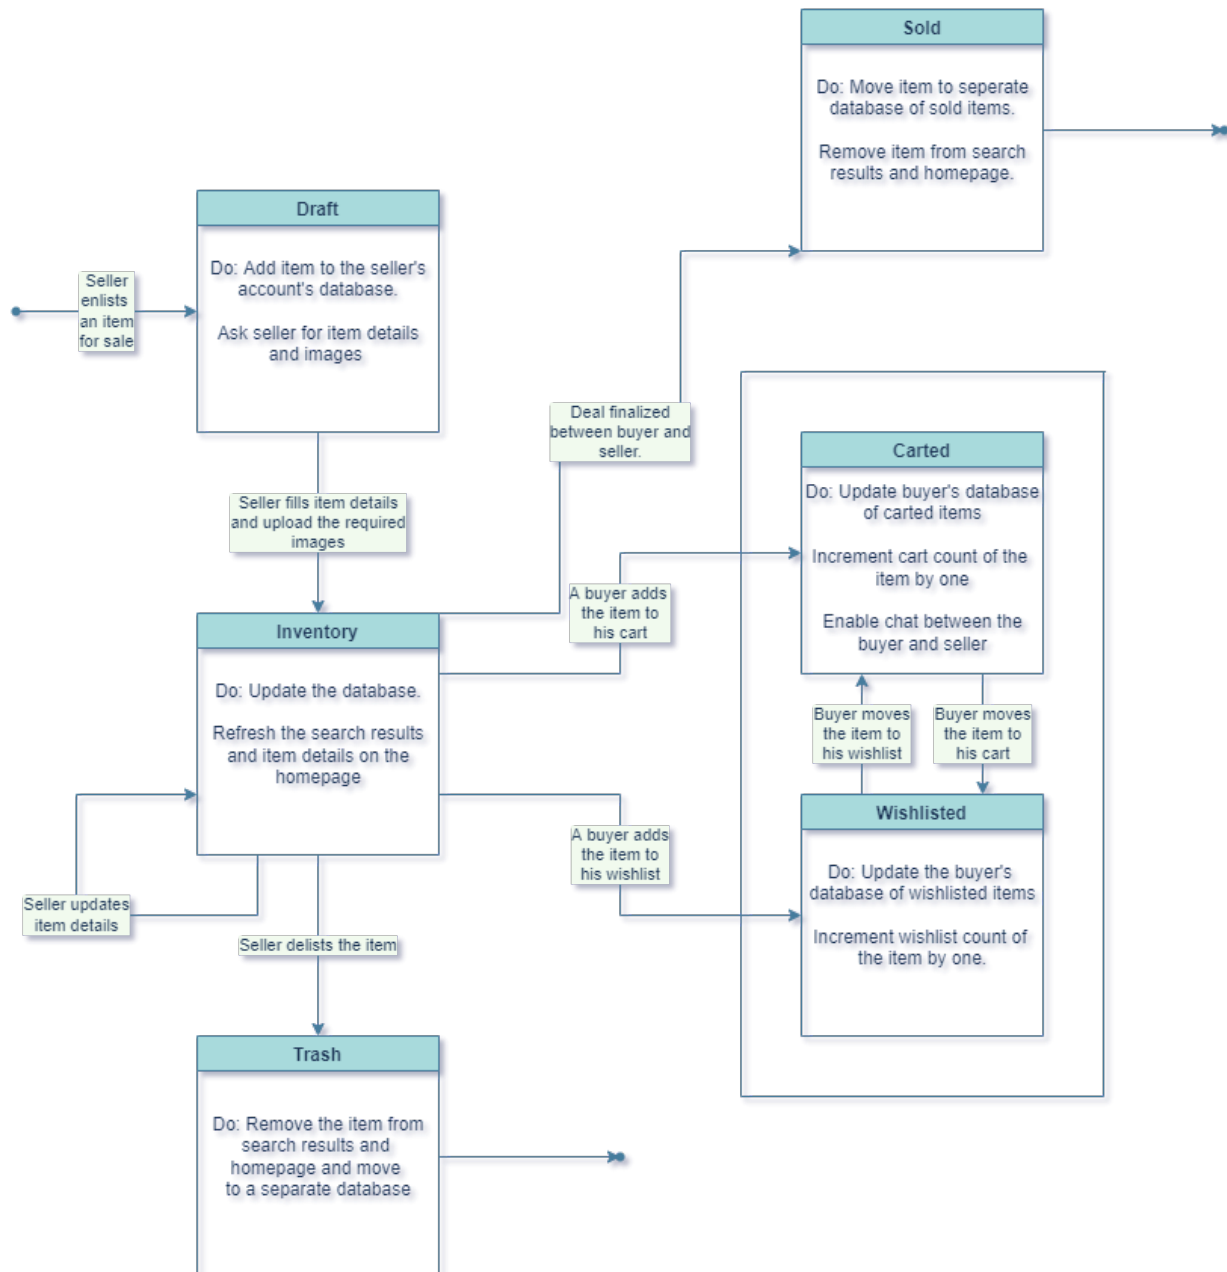 Sold
Do: Move item to seperate
database of sold items.
Remove item from search
results and homepage.
Draft
Do: Add item to the seller's
account's database.
Ask seller for item details
and images
Seller
enlists
an item
for sale
Deal finalized
between buyer and
seller.
Carted
Do: Update buyer's database
of carted items
Increment cart count of the
item by one
Enable chat between the
buyer and seller
Seller fills item details
and upload the required
images
A buyer adds
the item to
his cart
Inventory
Do: Update the database.
Refresh the search results
and item details on the
homepage
Buyer moves
the item to
his wishlist
Buyer moves
the item to
his cart
Wishlisted
Do: Update the buyer's
database of wishlisted items
Increment wishlist count of
the item by one.
A buyer adds
the item to
his wishlist
Seller updates
item details
Seller delists the item
Trash
Do: Remove the item from
search results and
homepage and move
to a separate database